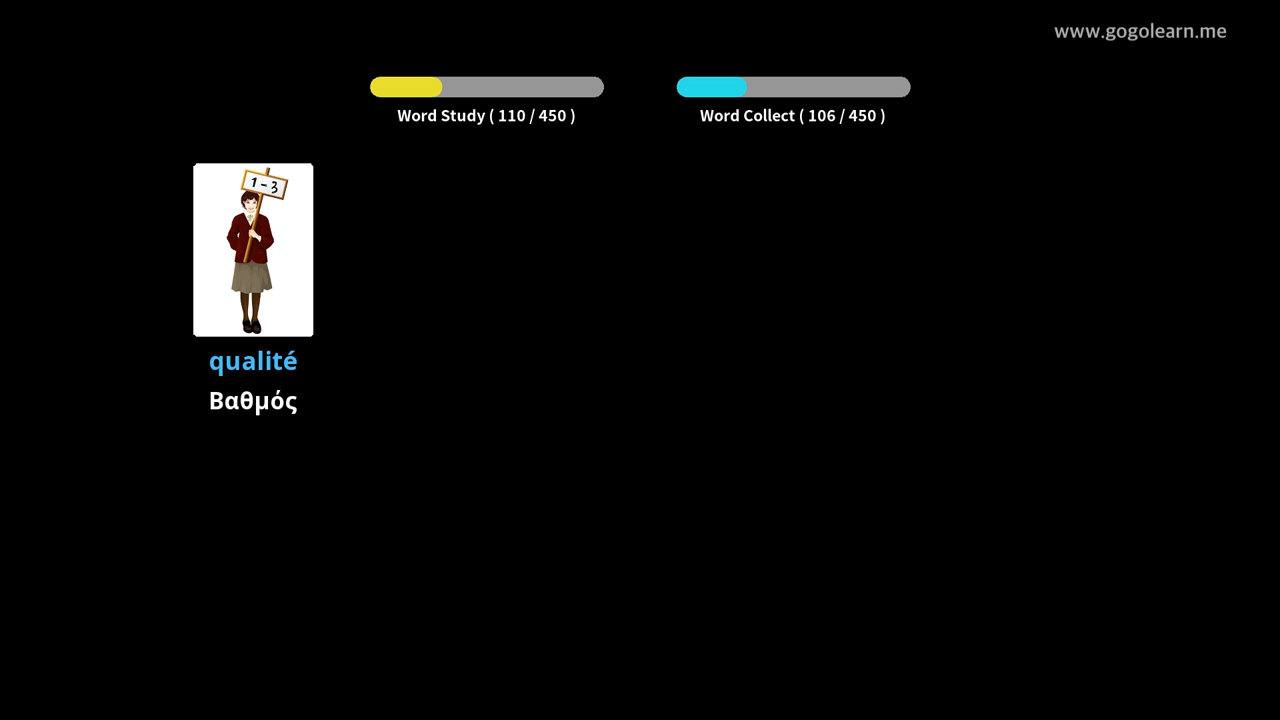 www.gogolearn.me
Word Study ( 110 / 450 )
Word Collect ( 106 / 450 )
1 - 3
qualité
Βαθμός